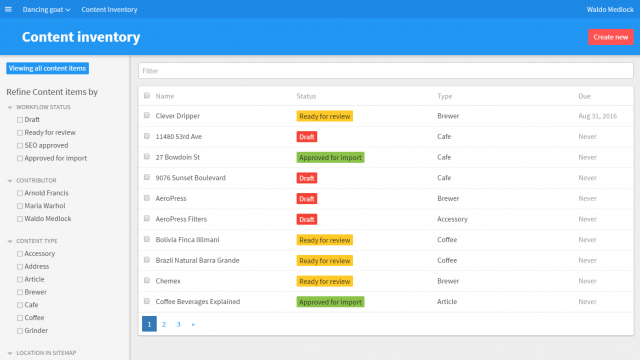 Dancing goat
Content Inventory
Waldo Medlock
Content inventory
Create new
Viewing all content items
Refine Content items by
WORKFLOW STATUS
Draft
Ready for review
SEO approved
Approved for import
CONTRIBUTOR
Arnold Francis
Maria Warhol
Waldo Medlock
CONTENT TYPE
Accessory
Address
Article
Brewer
Cafe
Coffee
Grinder
LOCATION IN SITEMAP
Filter
Name Status Type Due
Clever Dripper Ready for review Brewer Aug 31, 2016
11480 53rd Ave Draft Cafe Never
27 Bowdoin St Approved for import Cafe Never
9076 Sunset Boulevard Draft Cafe Never
AeroPress Draft Brewer Never
AeroPress Filters Draft Accessory Never
Bolivia Finca Illimani Ready for review Coffee Never
Brazil Natural Barra Grande Ready for review Coffee Never
Chemex Ready for review Brewer Never
Coffee Beverages Explained Approved for import Article Never
1 2 3 »